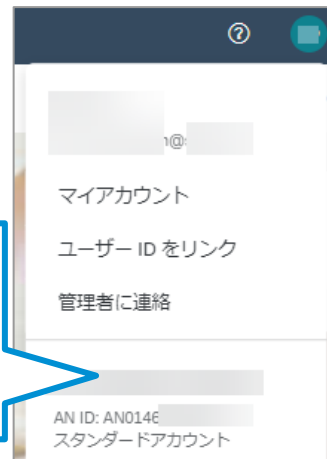 ?
n@
マイアカウント
ユーザー ID をリンク
管理者に連絡
AN ID: AN0146
スタンダードアカウント